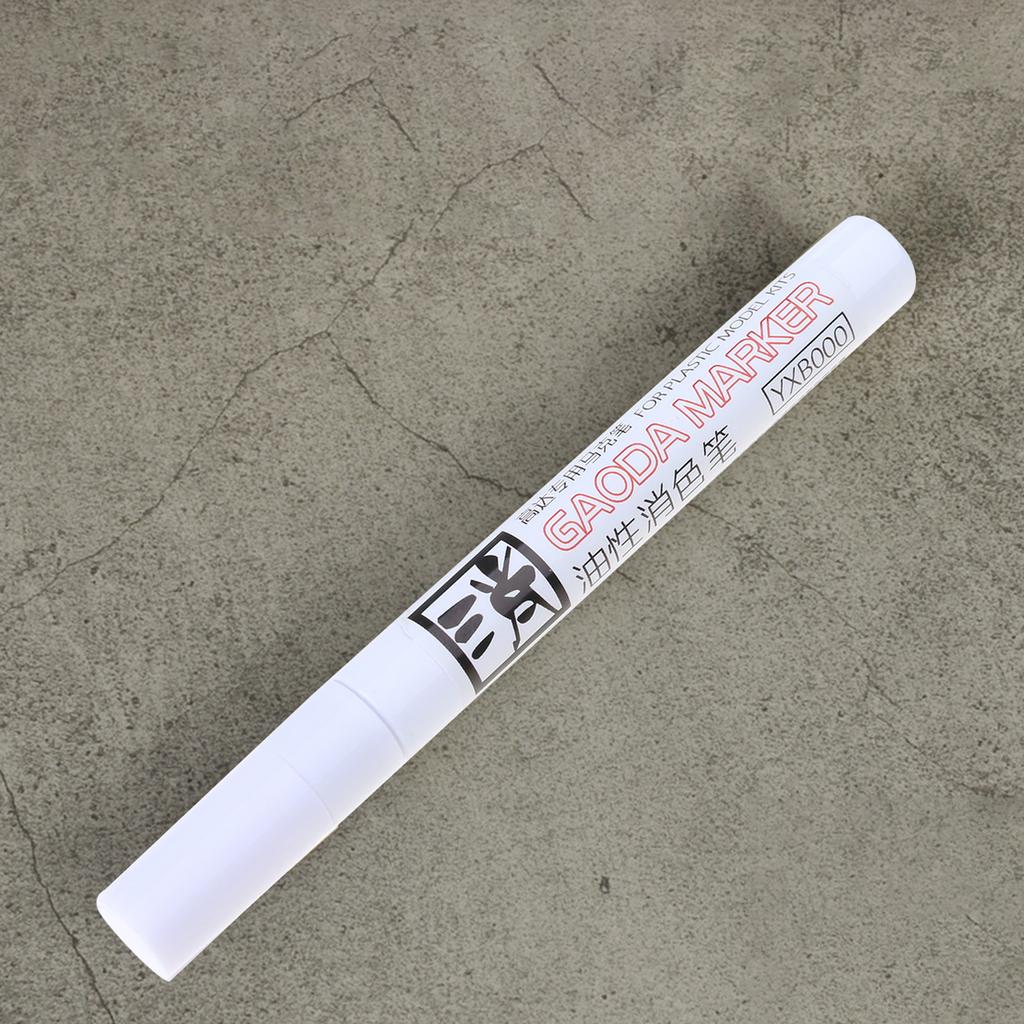 高达专用马克笔 FOR PLASTIC MODEL KITS
GAODA MARKER
油性消色笔 YXB000